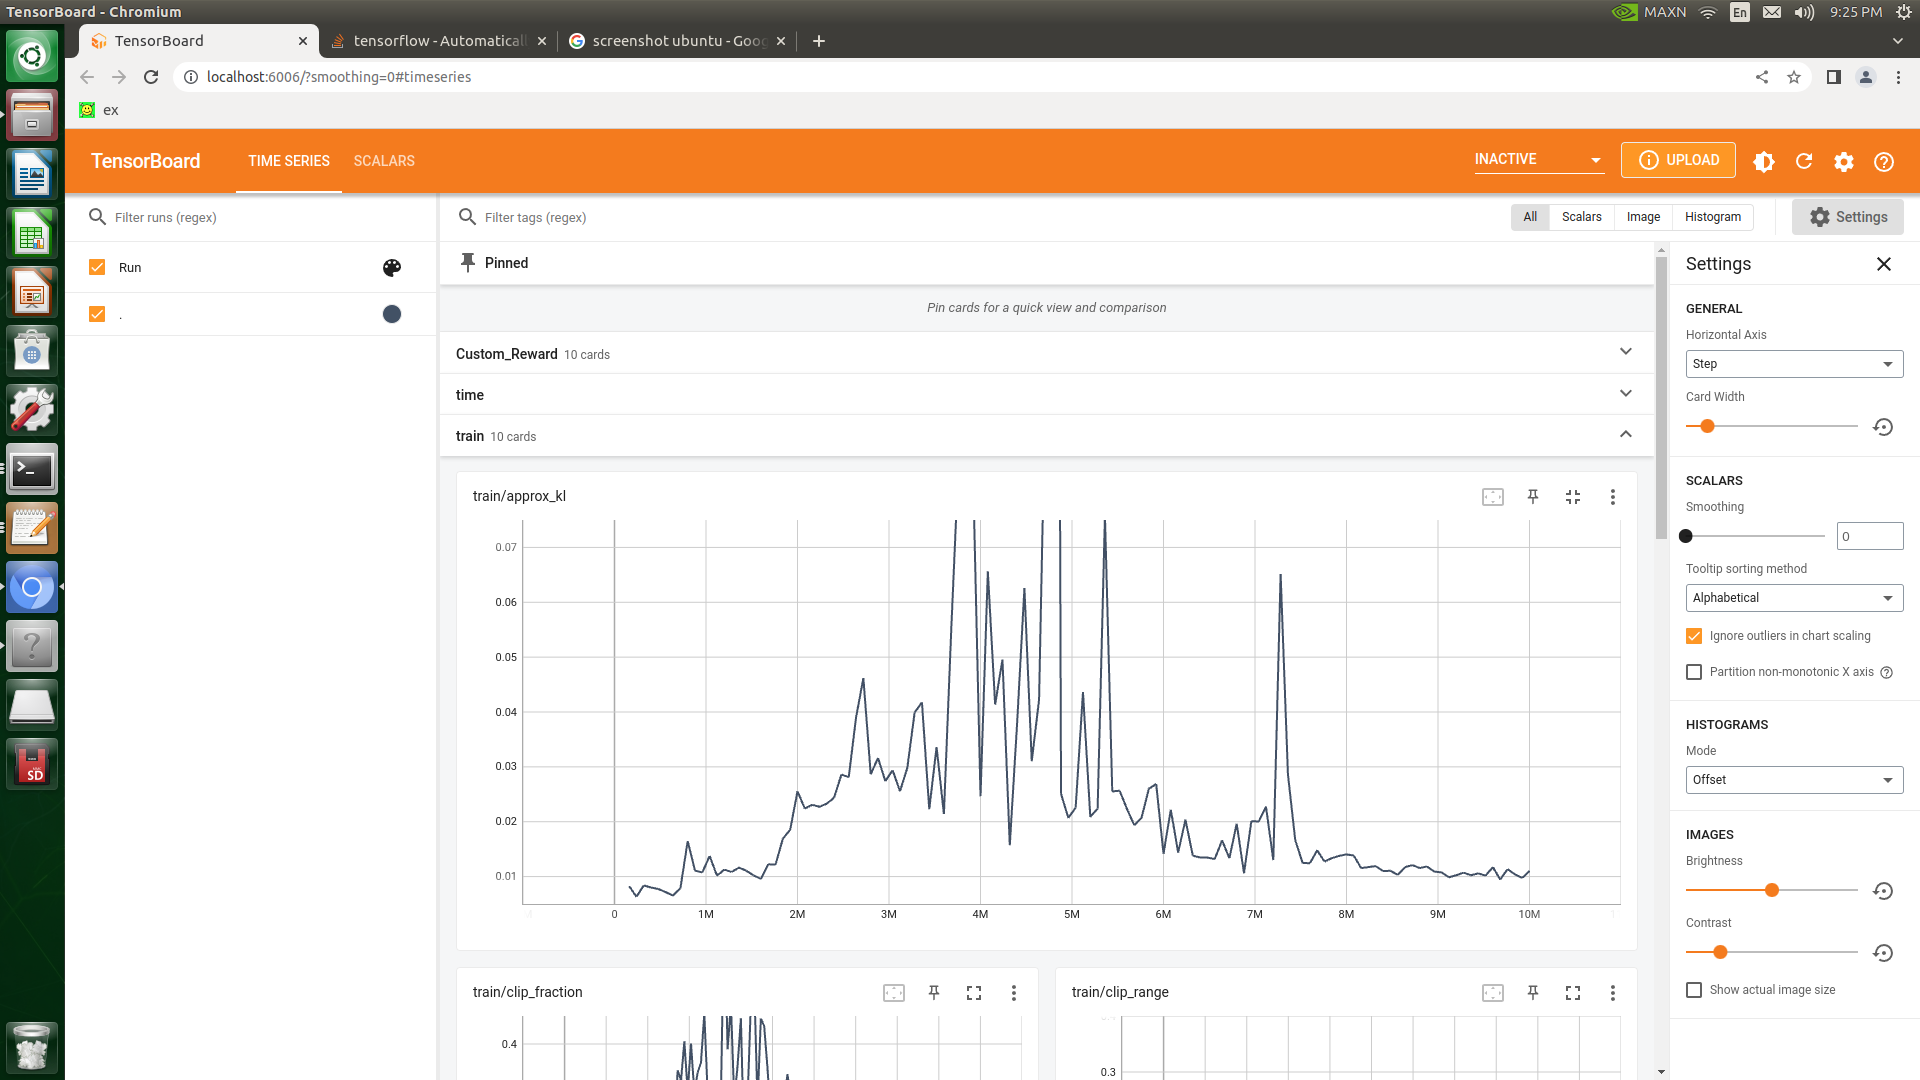 TensorBoard - Chromium
MAXN
En
9:25 PM
TensorBoard
tensorflow - Automaticall
screenshot ubuntu - Goog
localhost:6006/?smoothing=0#timeseries
ex
TensorBoard
TIME SERIES
SCALARS
INACTIVE
UPLOAD
Filter runs (regex)
Filter tags (regex)
All
Scalars
Image
Histogram
Settings
Run
.
Pinned
Pin cards for a quick view and comparison
Custom_Reward 10 cards
time
train 10 cards
train/approx_kl
0.07
0.06
0.05
0.04
0.03
0.02
0.01
0
1M
2M
3M
4M
5M
6M
7M
8M
9M
10M
train/clip_fraction
0.4
train/clip_range
0.3
Settings
GENERAL
Horizontal Axis
Step
Card Width
SCALARS
Smoothing
0
Tooltip sorting method
Alphabetical
Ignore outliers in chart scaling
Partition non-monotonic X axis
HISTOGRAMS
Mode
Offset
IMAGES
Brightness
Contrast
Show actual image size
SD